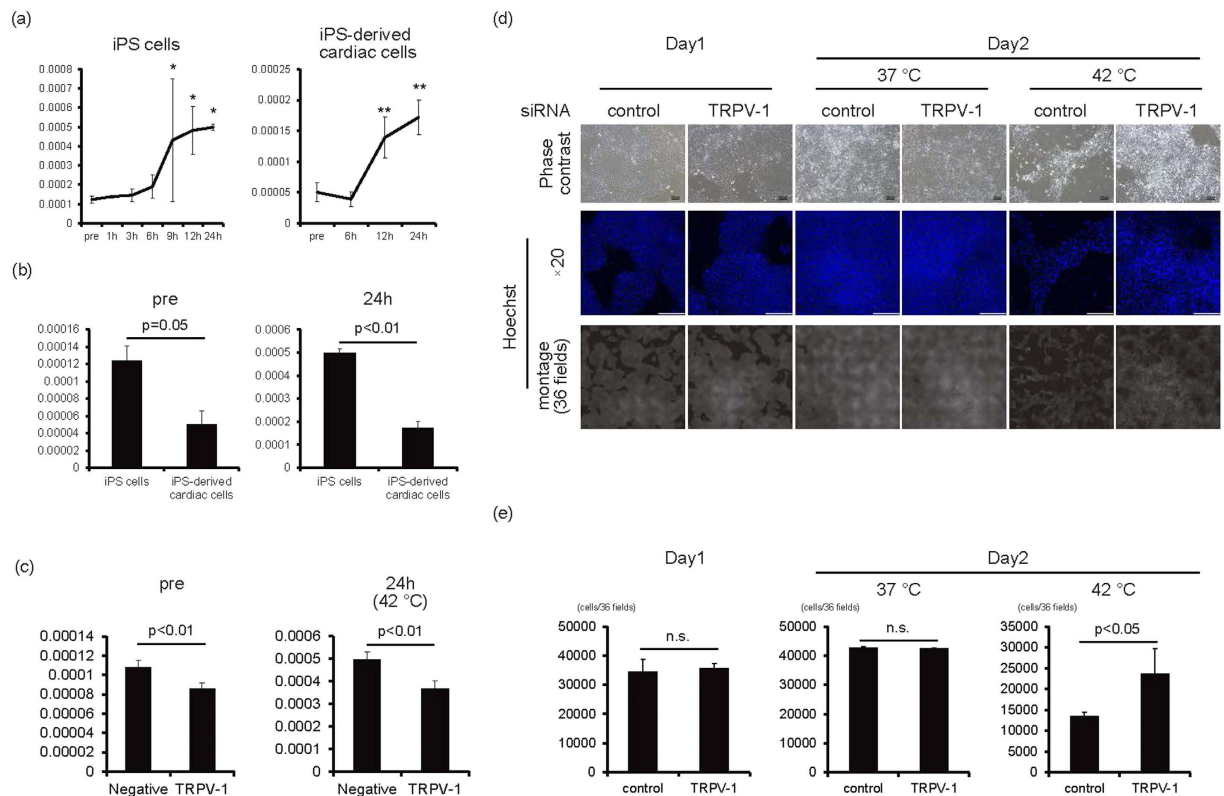 (a)
iPS cells
0.0008
0.0007
0.0006
0.0005
0.0004
0.0003
0.0002
0.0001
0
*
*
*
pre 1h 3h 6h 9h 12h 24h
iPS-derived
cardiac cells
0.00025
0.0002
0.00015
0.0001
0.00005
0
**
**
pre 6h 12h 24h
(b)
pre
p=0.05
0.00016
0.00014
0.00012
0.0001
0.00008
0.00006
0.00004
0.00002
0
iPS cells iPS-derived
cardiac cells
24h
p<0.01
0.0006
0.0005
0.0004
0.0003
0.0002
0.0001
0
iPS cells iPS-derived
cardiac cells
(c)
pre
p<0.01
0.00014
0.00012
0.0001
0.00008
0.00006
0.00004
0.00002
0
Negative TRPV-1
24h
(42 °C)
p<0.01
0.0006
0.0005
0.0004
0.0003
0.0002
0.0001
0
Negative TRPV-1
(d)
Day1 Day2
37 °C 42 °C
siRNA control TRPV-1 control TRPV-1 control TRPV-1
Phase
contrast
Hoechst
×20
montage
(36 fields)
(e)
Day1 Day2
37 °C 42 °C
(cells/36 fields)
n.s.
50000
40000
30000
20000
10000
0
control TRPV-1
(cells/36 fields)
n.s.
50000
40000
30000
20000
10000
0
control TRPV-1
(cells/36 fields)
p<0.05
35000
30000
25000
20000
15000
10000
5000
0
control TRPV-1